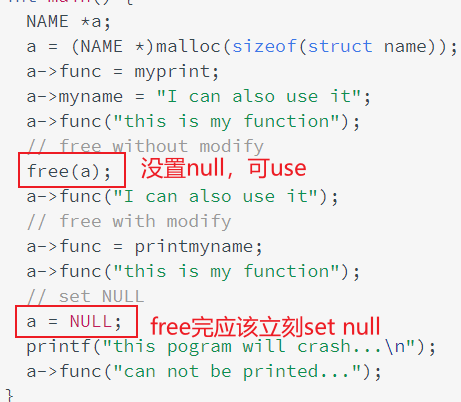 int main() {
NAME *a;
a = (NAME *)malloc(sizeof(struct name));
a->func = myprint;
a->myname = "I can also use it";
a->func("this is my function");
// free without modify
free(a);
没置null，可use
a->func("I can also use it");
// free with modify
a->func = printmyname;
a->func("this is my function");
// set NULL
a = NULL;
free完应该立刻set null
printf("this pogram will crash...\n");
a->func("can not be printed...");
}